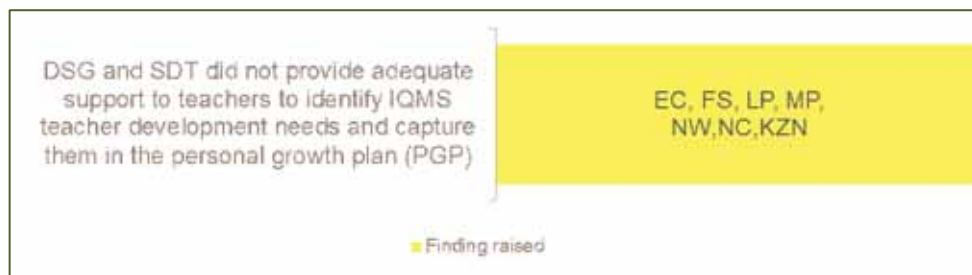 DSG and SDT did not provide adequate
support to teachers to identify IQMS
teacher development needs and capture
them in the personal growth plan (PGP)
EC, FS, LP, MP,
NW,NC,KZN
Finding raised